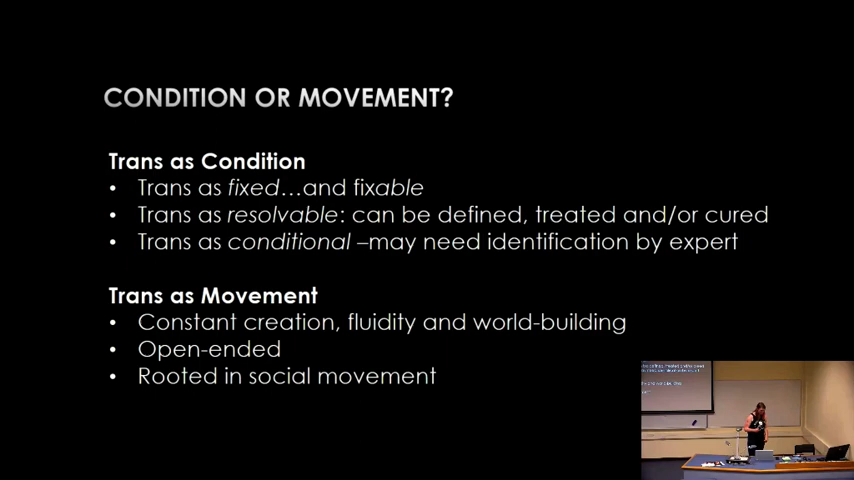 CONDITION OR MOVEMENT?
Trans as Condition
• Trans as fixed…and fixable
• Trans as resolvable: can be defined, treated and/or cured
• Trans as conditional –may need identification by expert
Trans as Movement
• Constant creation, fluidity and world-building
• Open-ended
• Rooted in social movement